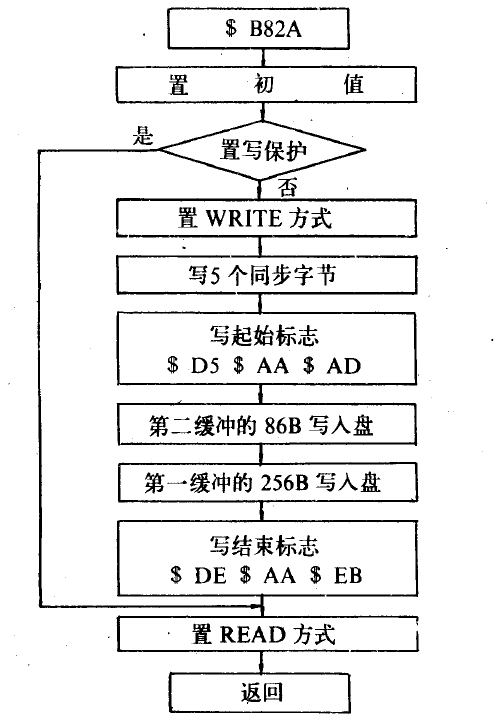 $ B82A
置 初 值
是
置写保护
否
置 WRITE 方式
写5 个同步字节
写起始标志
$ D5 $ AA $ AD
第二缓冲的 86B 写入盘
第一缓冲的 256B 写入盘
写结束标志
$ DE $ AA $ EB
置 READ 方式
返回